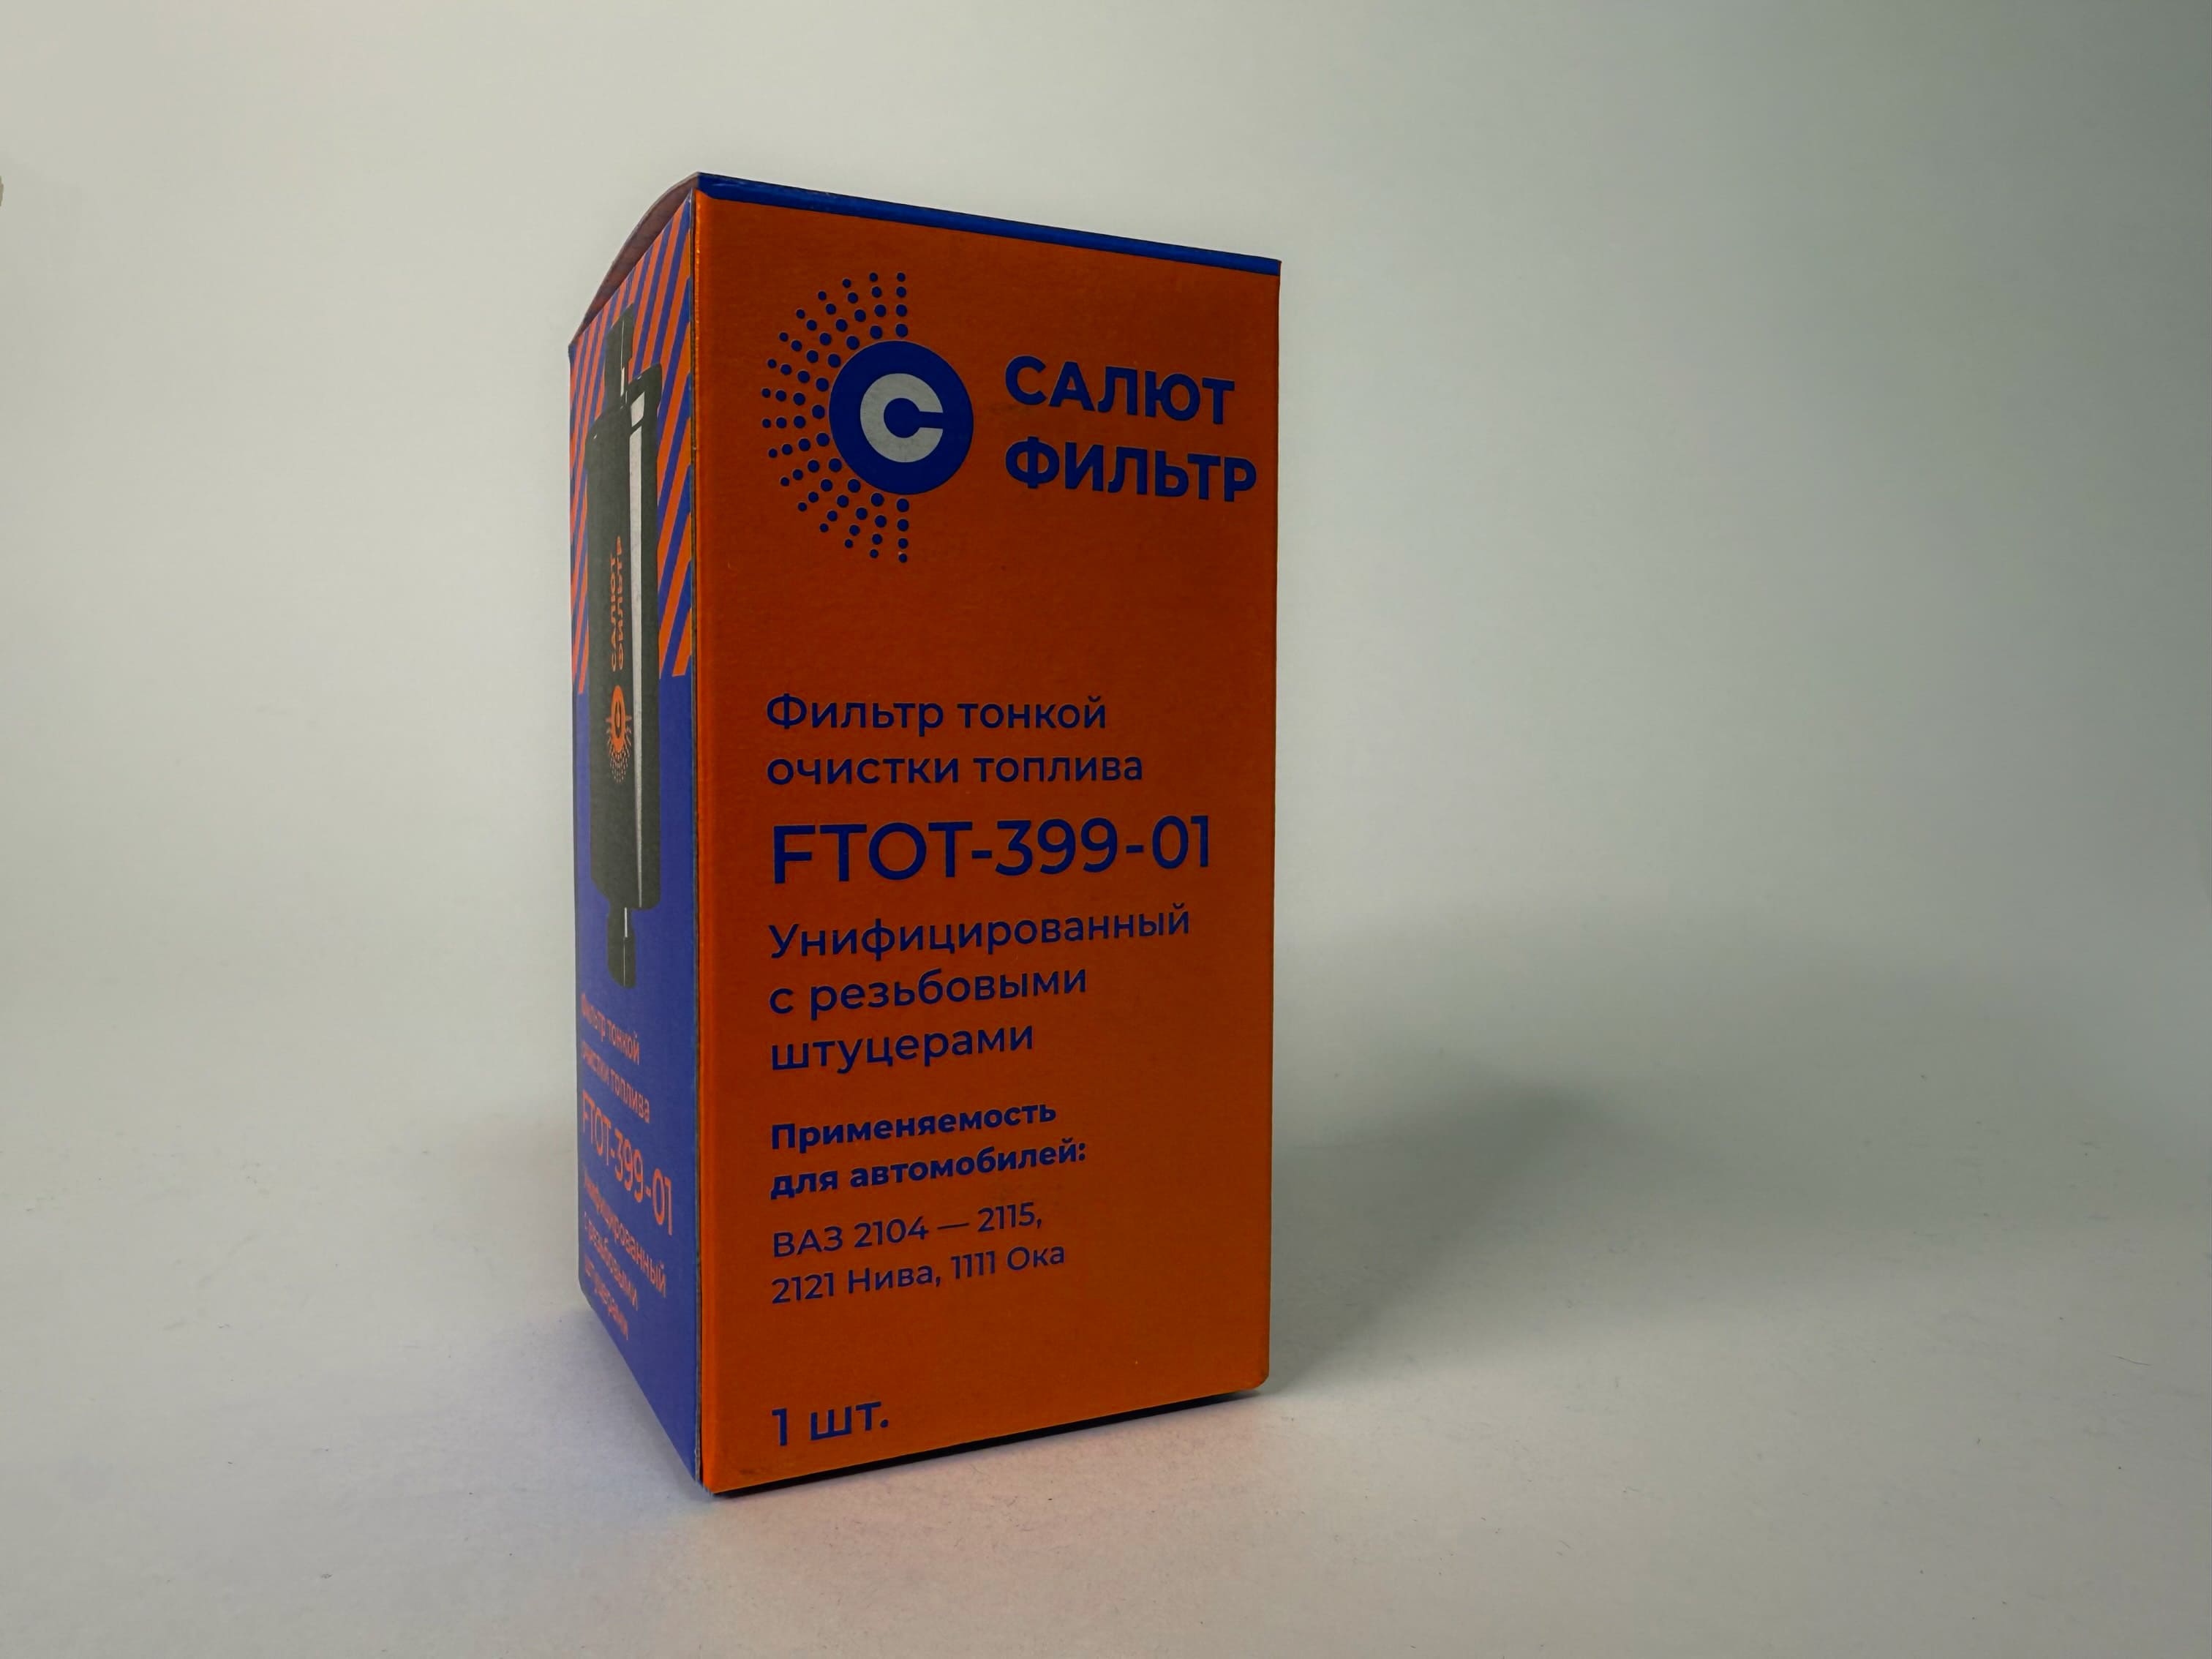 САЛЮТ
ФИЛЬТР
Фильтр тонкой
очистки топлива
FTOT-399-01
Унифицированный
с резьбовыми
штуцерами
Применяемость
для автомобилей:
ВАЗ 2104 — 2115,
2121 Нива, 1111 Ока
1 шт.
САЛЮТ
ФИЛЬТР
Фильтр тонкой
очистки топлива
FTOT-399-01
Унифицированный
с резьбовыми
штуцерами